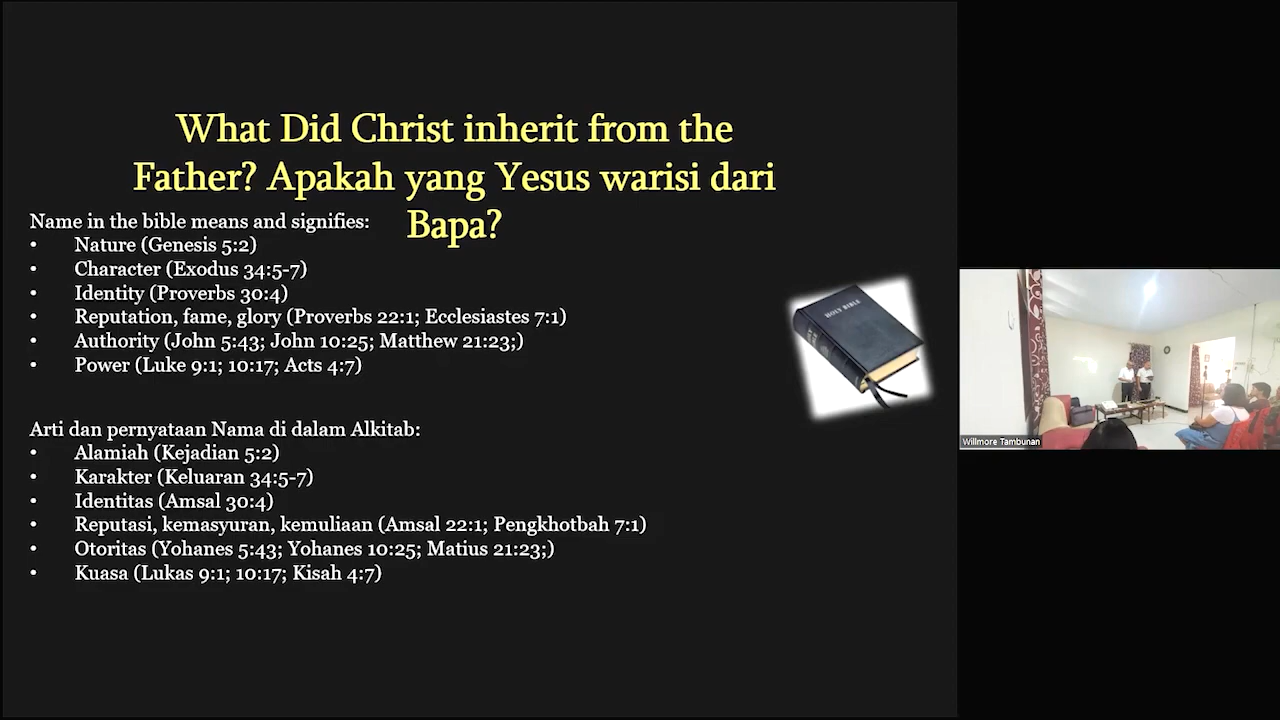 What Did Christ inherit from the
Father? Apakah yang Yesus warisi dari
Bapa?
Name in the bible means and signifies:
• Nature (Genesis 5:2)
• Character (Exodus 34:5-7)
• Identity (Proverbs 30:4)
• Reputation, fame, glory (Proverbs 22:1; Ecclesiastes 7:1)
• Authority (John 5:43; John 10:25; Matthew 21:23;)
• Power (Luke 9:1; 10:17; Acts 4:7)
Arti dan pernyataan Nama di dalam Alkitab:
• Alamiah (Kejadian 5:2)
• Karakter (Keluaran 34:5-7)
• Identitas (Amsal 30:4)
• Reputasi, kemasyuran, kemuliaan (Amsal 22:1; Pengkhotbah 7:1)
• Otoritas (Yohanes 5:43; Yohanes 10:25; Matius 21:23;)
• Kuasa (Lukas 9:1; 10:17; Kisah 4:7)
HOLY BIBLE
Willmore Tambunan